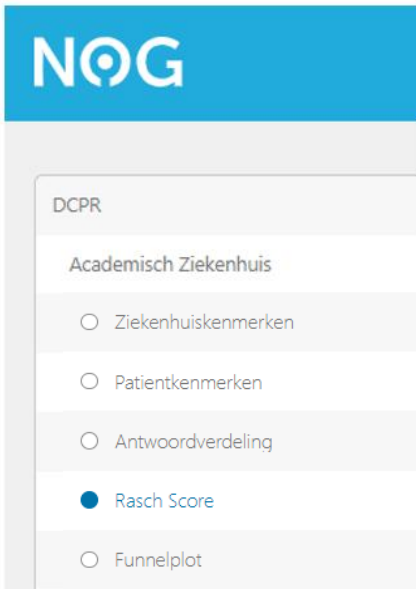 NOG
DCPR
Academisch Ziekenhuis
Ziekenhuiskenmerken
Patientkenmerken
Antwoordverdeling
Rasch Score
Funnelplot